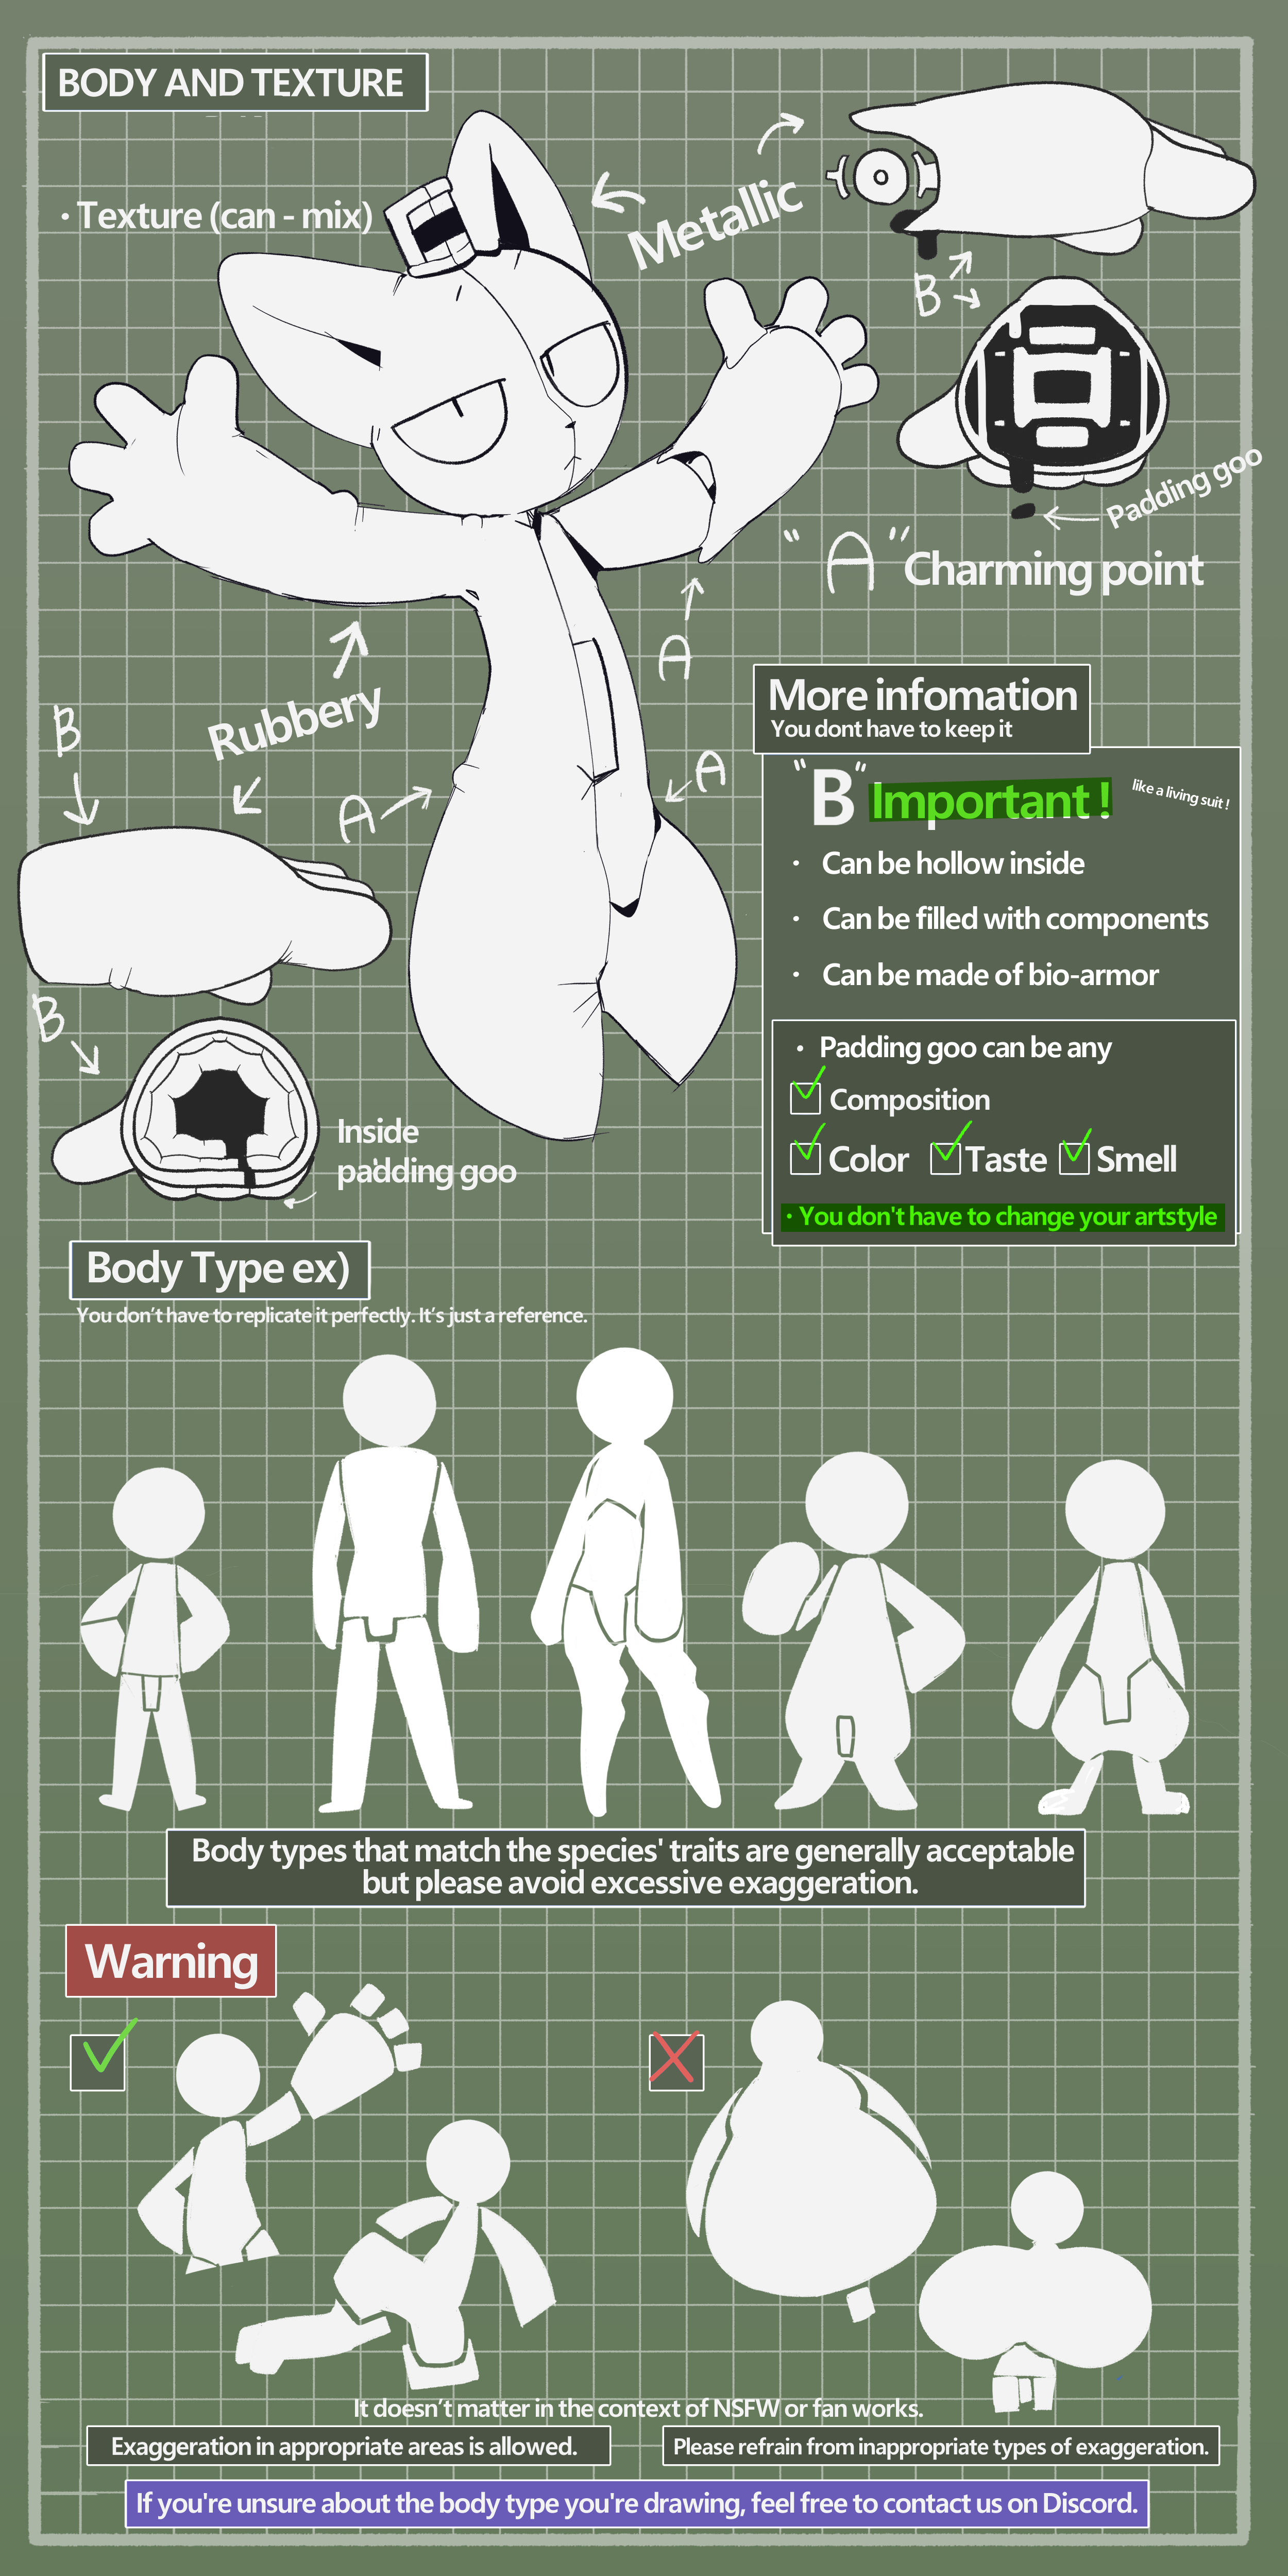 BODY AND TEXTURE
· Texture (can - mix)
Metallic
B
Padding goo
"A" Charming point
A
Rubbery
B
A
A
B
Inside
padding goo
More infomation
You dont have to keep it
"B" Important !
like a living suit !
· Can be hollow inside
· Can be filled with components
· Can be made of bio-armor
· Padding goo can be any
Composition
Color Taste Smell
· You don't have to change your artstyle
Body Type ex)
You don't have to replicate it perfectly. It's just a reference.
Body types that match the species' traits are generally acceptable
but please avoid excessive exaggeration.
Warning
It doesn't matter in the context of NSFW or fan works.
Exaggeration in appropriate areas is allowed.
Please refrain from inappropriate types of exaggeration.
If you're unsure about the body type you're drawing, feel free to contact us on Discord.